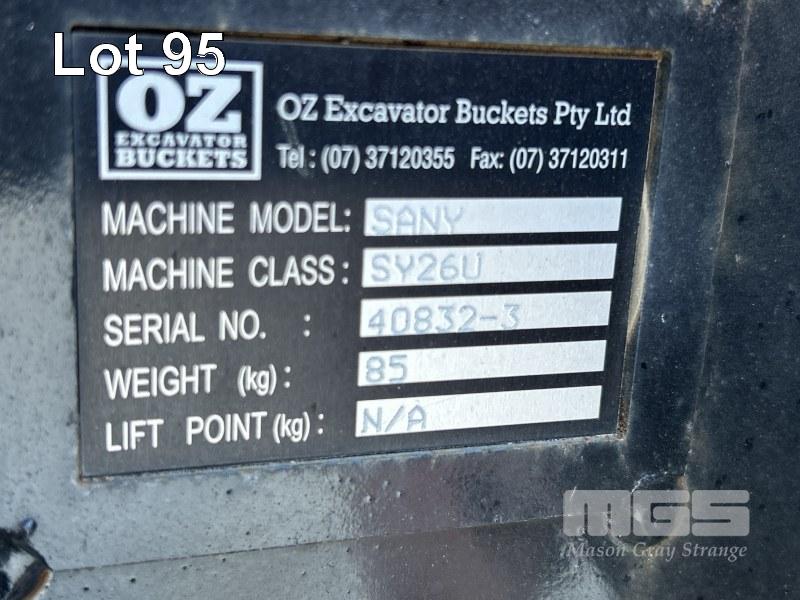 Lot 95
OZ
EXCAVATOR
BUCKETS
OZ Excavator Buckets Pty Ltd
Tel: (07) 37120355 Fax: (07) 37120311
MACHINE MODEL: SANY
MACHINE CLASS: SY26U
SERIAL NO. : 40832-3
WEIGHT (kg): 85
LIFT POINT (kg): N/A
MGS
Mason Gray Strange